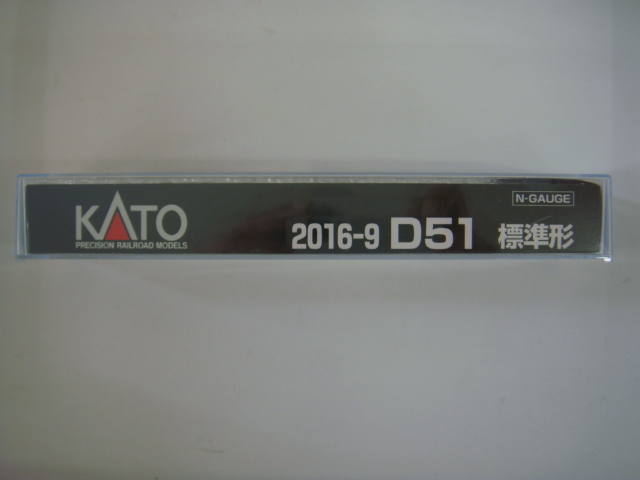 KATO
PRECISION RAILROAD MODELS
N-GAUGE
2016-9 D51 標準形